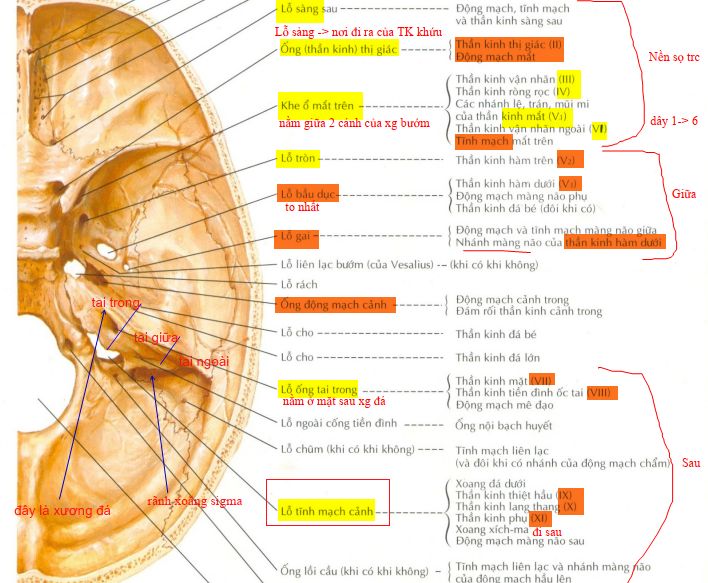 Lỗ sàng sau
Động mạch, tĩnh mạch
và thần kinh sàng sau
Lỗ sàng -> nơi đi ra của TK khứu
Ống (thần kinh) thị giác
Thần kinh thị giác (II)
Động mạch mắt
Nền sọ trc
Khe ổ mắt trên
nằm giữa 2 cánh của xg bướm
Thần kinh vận nhãn (III)
Thần kinh ròng rọc (IV)
Các nhánh lệ, trán, mũi mi
của thần kinh mắt (V₁)
Thần kinh vận nhãn ngoài (VI)
Tĩnh mạch mắt trên
dây 1-> 6
Lỗ tròn
Thần kinh hàm trên (V₂)
Lỗ bầu dục
to nhất
Thần kinh hàm dưới (V₃)
Động mạch màng não phụ
Thần kinh đá bé (đôi khi có)
Giữa
Lỗ gai
Động mạch và tĩnh mạch màng não giữa
Nhánh màng não của thần kinh hàm dưới
Lỗ liên lạc bướm (của Vesalius)
(khi có khi không)
Lỗ rách
Ống động mạch cảnh
Động mạch cảnh trong
Đám rối thần kinh cảnh trong
tai trong
tai giữa
tai ngoài
Lỗ cho
Thần kinh đá bé
Lỗ cho
Thần kinh đá lớn
Lỗ ống tai trong
nằm ở mặt sau xg đá
Thần kinh mặt (VII)
Thần kinh tiền đình ốc tai (VIII)
Động mạch mê đạo
Lỗ ngoài cống tiền đình
Ống nội bạch huyết
Lỗ chũm (khi có khi không)
Tĩnh mạch liên lạc
(và đôi khi có nhánh của động mạch chẩm)
Sau
Lỗ tĩnh mạch cảnh
Xoang đá dưới
Thần kinh thiệt hầu (IX)
Thần kinh lang thang (X)
Thần kinh phụ (XI)
Xoang xích-ma
đi sau
Động mạch màng não sau
đây là xương đá
rãnh xoang sigma
Ống lồi cầu (khi có khi không)
Tĩnh mạch liên lạc và nhánh màng não
của động mạch hầu lên